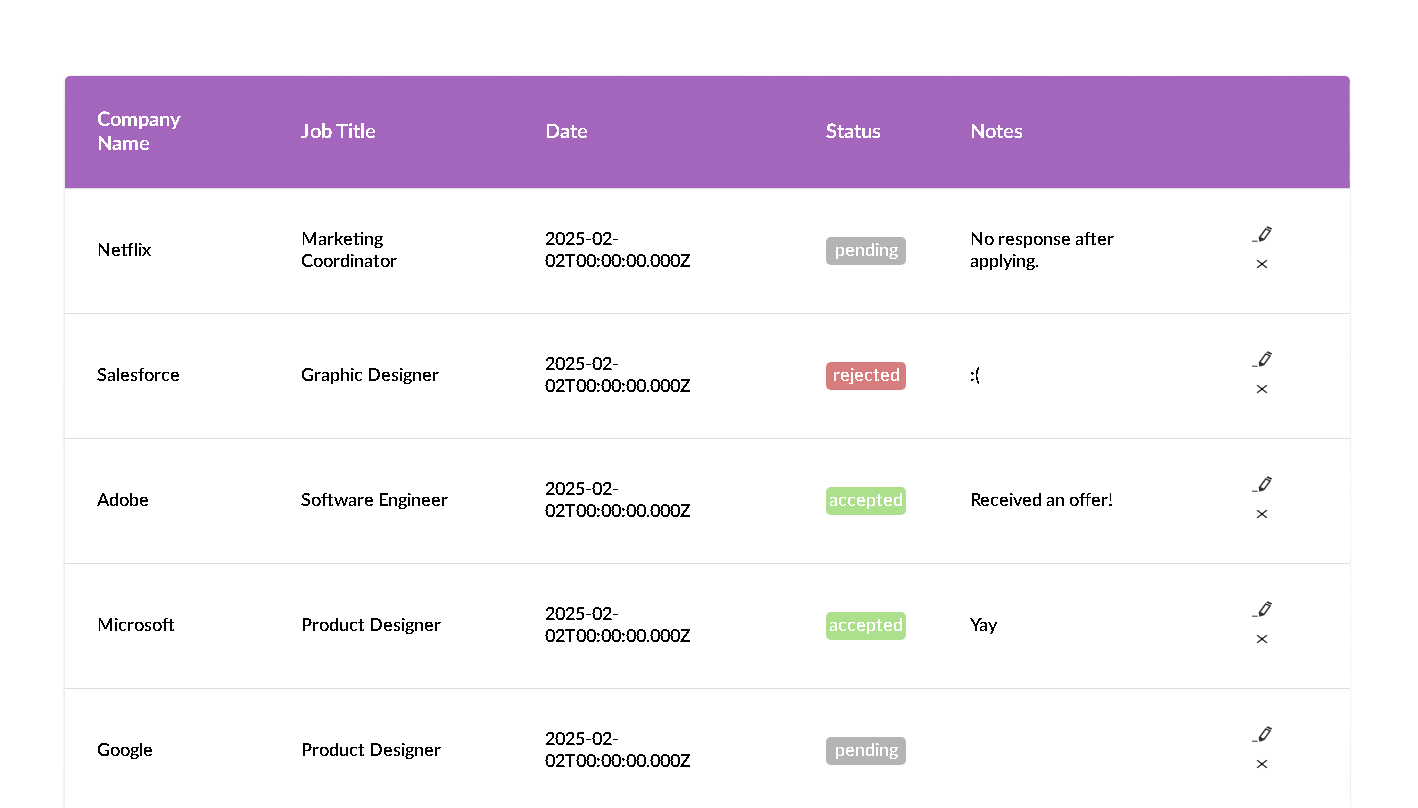 Company
Name
Job Title
Date
Status
Notes
Netflix
Marketing
Coordinator
2025-02-
02T00:00:00.000Z
pending
No response after
applying.
Salesforce
Graphic Designer
2025-02-
02T00:00:00.000Z
rejected
:(
Adobe
Software Engineer
2025-02-
02T00:00:00.000Z
accepted
Received an offer!
Microsoft
Product Designer
2025-02-
02T00:00:00.000Z
accepted
Yay
Google
Product Designer
2025-02-
02T00:00:00.000Z
pending